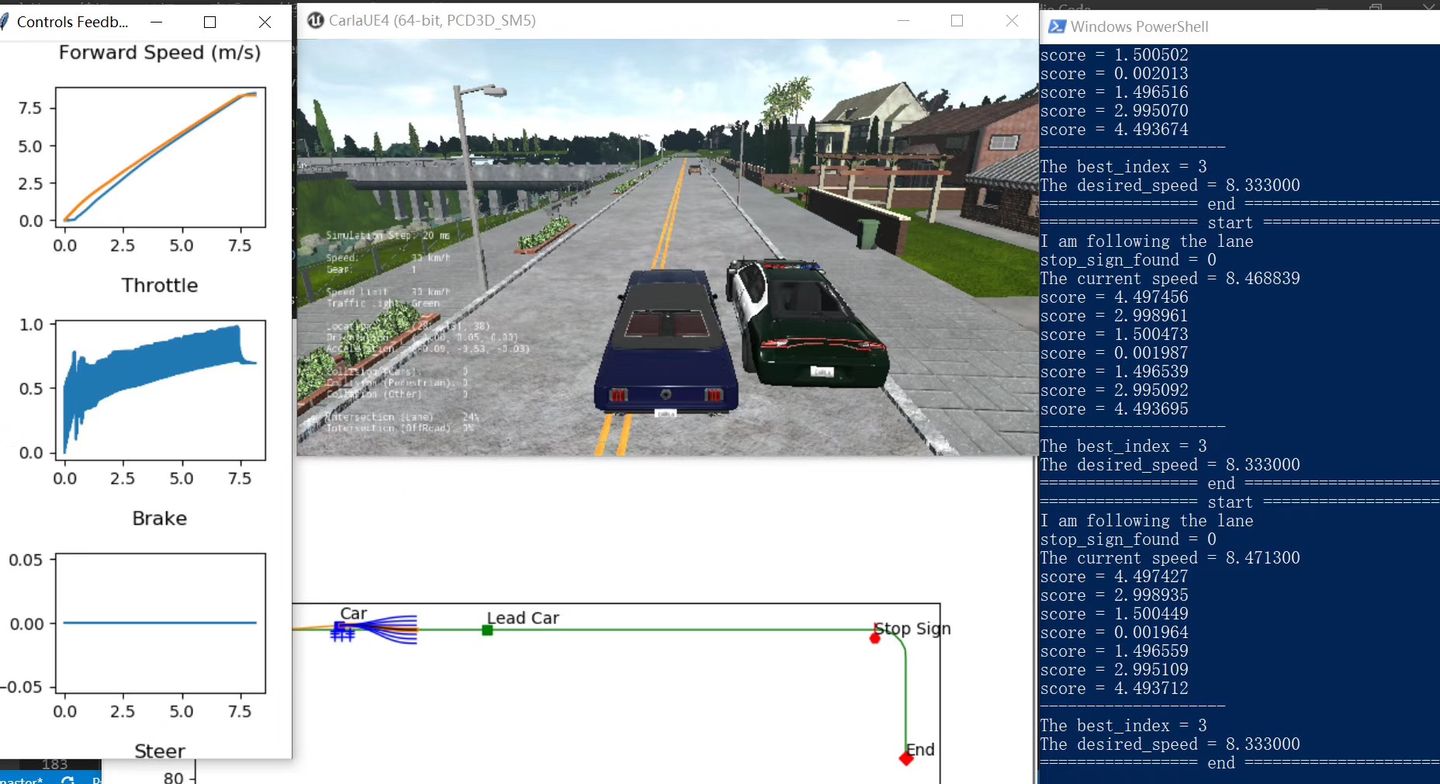 Controls Feedb...
Forward Speed (m/s)
7.5
5.0
2.5
0.0
0.0 2.5 5.0 7.5
Throttle
1.0
0.5
0.0
0.0 2.5 5.0 7.5
Brake
0.05
0.00
-0.05
0.0 2.5 5.0 7.5
Steer
183
master*
CarlaUE4 (64-bit, PCD3D_SM5)
Simulation Step: 20 ms
Speed: 30 km/h
Gear: 1
Speed Limit: 30 km/h
Traffic Light: Green
Collision (Cars): 0
Collision (Pedestrian): 0
Collision (Other): 0
Intersection (Lane): 24%
Intersection (OffRoad): 0%
Car
Lead Car
Stop Sign
End
80
Code
Windows PowerShell
score = 1.500502
score = 0.002013
score = 1.496516
score = 2.995070
score = 4.493674
--------------------
The best_index = 3
The desired_speed = 8.333000
================ end ====================
================ start ==================
I am following the lane
stop_sign_found = 0
The current speed = 8.468839
score = 4.497456
score = 2.998961
score = 1.500473
score = 0.001987
score = 1.496539
score = 2.995092
score = 4.493695
--------------------
The best_index = 3
The desired_speed = 8.333000
================ end ====================
================ start ==================
I am following the lane
stop_sign_found = 0
The current speed = 8.471300
score = 4.497427
score = 2.998935
score = 1.500449
score = 0.001964
score = 1.496559
score = 2.995109
score = 4.493712
--------------------
The best_index = 3
The desired_speed = 8.333000
================ end ====================